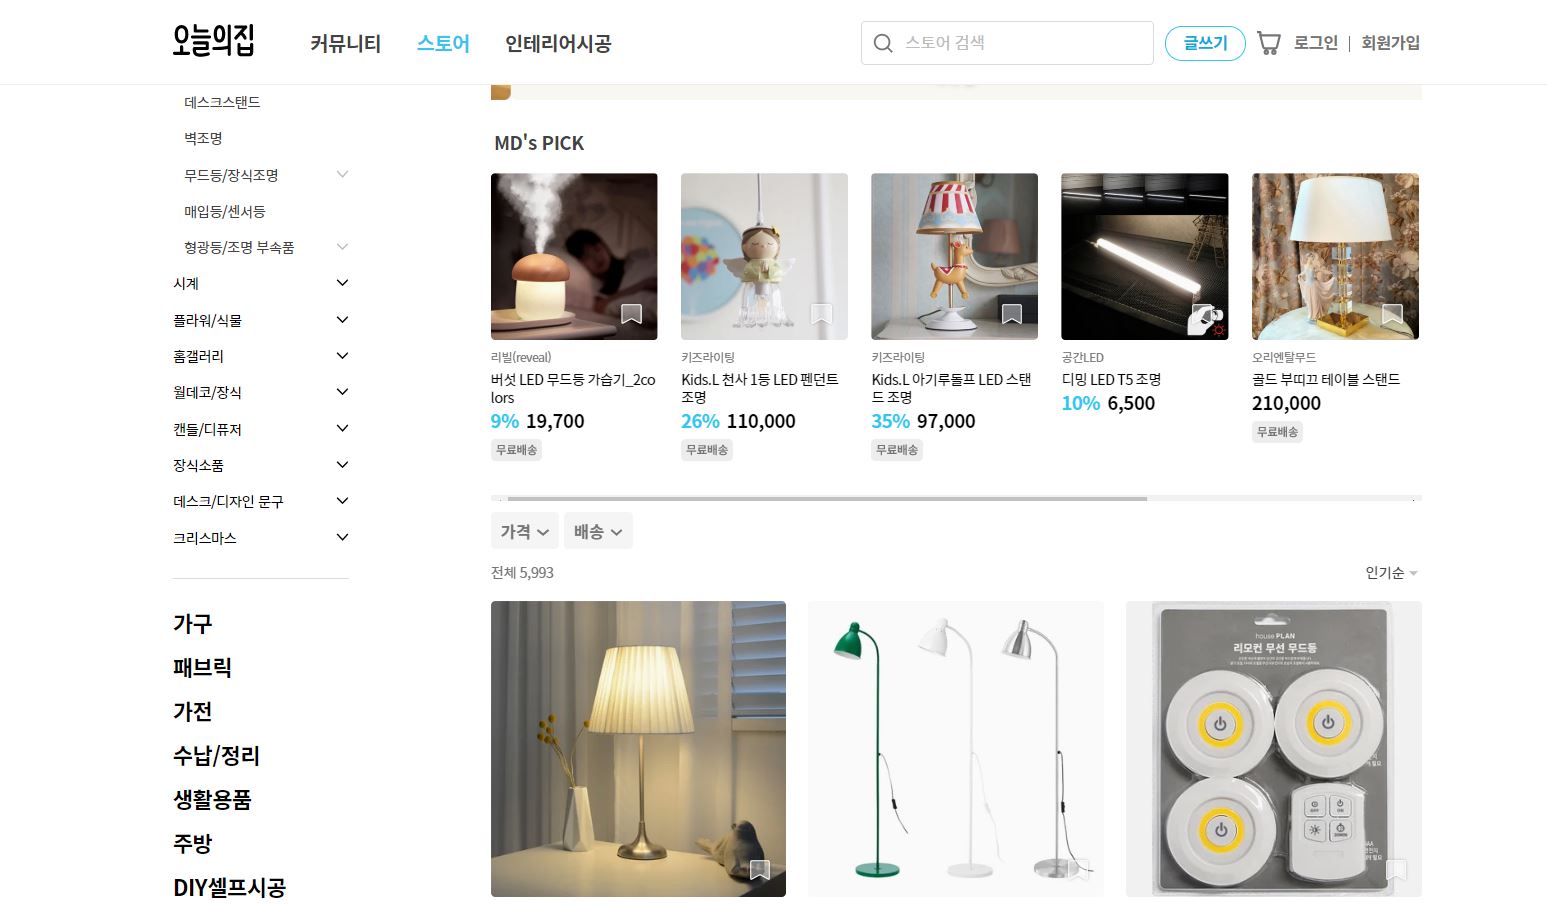 오늘의집
커뮤니티
스토어
인테리어시공
스토어 검색
글쓰기
로그인
회원가입
데스크스탠드
벽조명
무드등/장식조명
매입등/센서등
형광등/조명 부속품
시계
플라워/식물
홈갤러리
월데코/장식
캔들/디퓨저
장식소품
데스크/디자인 문구
크리스마스
가구
패브릭
가전
수납/정리
생활용품
주방
DIY셀프시공
MD's PICK
리빌(reveal)
버섯 LED 무드등 가습기_2co
lors
9% 19,700
무료배송
키즈라이팅
Kids.L 천사 1등 LED 펜던트
조명
26% 110,000
무료배송
키즈라이팅
Kids.L 아기루돌프 LED 스탠
드 조명
35% 97,000
무료배송
공간LED
디밍 LED T5 조명
10% 6,500
오리엔탈무드
골드 부띠끄 테이블 스탠드
210,000
무료배송
가격
배송
전체 5,993
인기순
house PLAN
리모컨 무선 무드등
OFF
ON